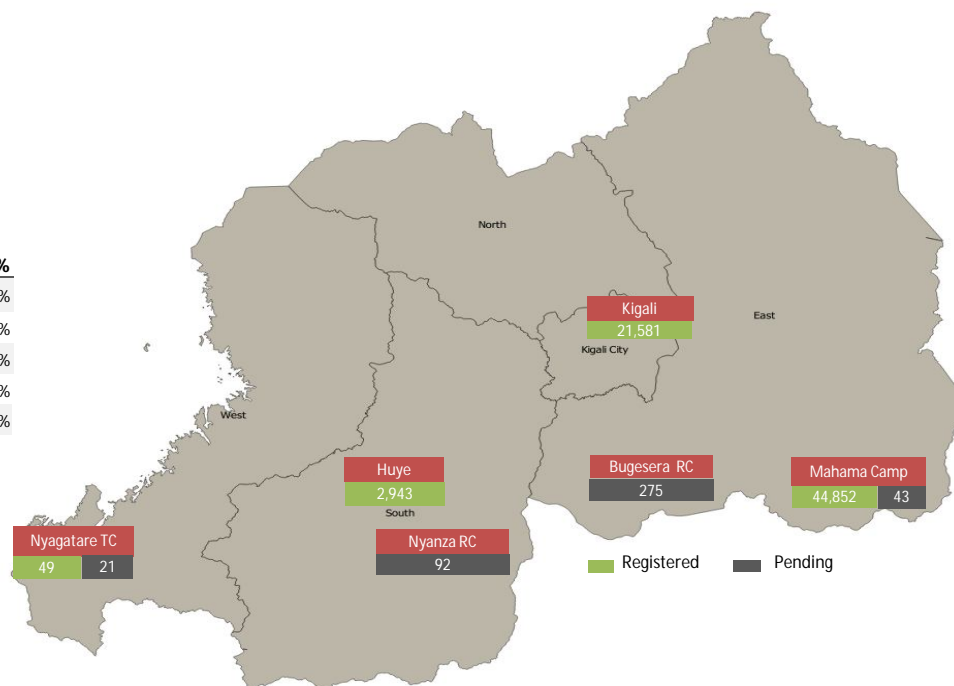 North
%
%
%
%
%
%
Kigali
21,581
Kigali City
East
West
Huye
2,943
South
Bugesera RC
275
Mahama Camp
44,852 43
Nyagatare TC
49 21
Nyanza RC
92
Registered Pending